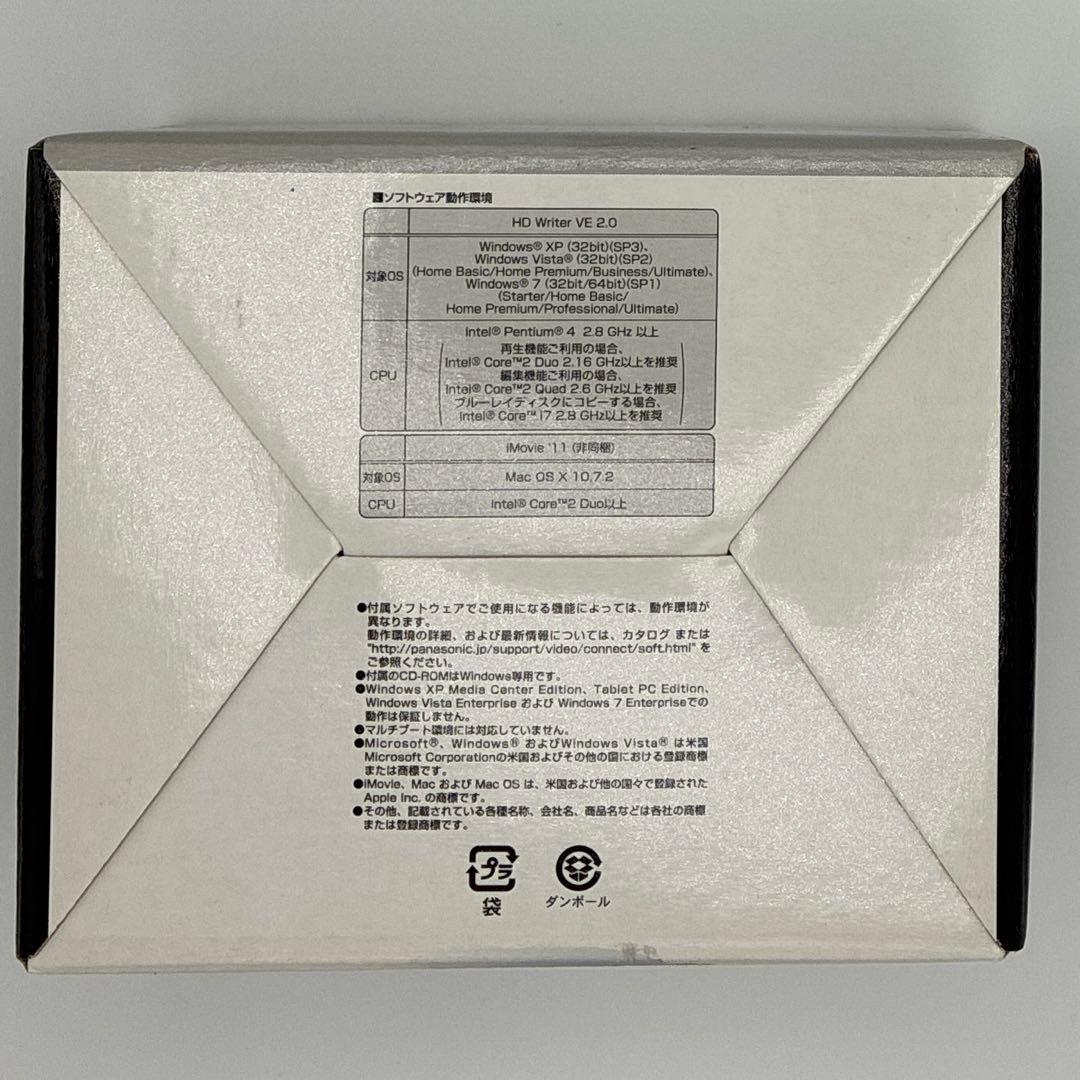 ■ソフトウェア動作環境
HD Writer VE 2.0
対象OS
Windows® XP (32bit)(SP3)、
Windows Vista® (32bit)(SP2)
(Home Basic/Home Premium/Business/Ultimate)、
Windows® 7 (32bit/64bit)(SP1)
(Starter/Home Basic/
Home Premium/Professional/Ultimate)
CPU
Intel® Pentium® 4 2.8 GHz 以上
再生機能ご利用の場合、
Intel® Core™2 Duo 2.16 GHz以上を推奨
編集機能ご利用の場合、
Intel® Core™2 Quad 2.6 GHz以上を推奨
ブルーレイディスクにコピーする場合、
Intel® Core™ i7 2.8 GHz以上を推奨
iMovie '11 (非同梱)
対象OS
Mac OS X 10.7.2
CPU
Intel® Core™2 Duo以上
●付属ソフトウェアでご使用になる機能によっては、動作環境が
異なります。
動作環境の詳細、および最新情報については、カタログ または
"http://panasonic.jp/support/video/connect/soft.html" を
ご参照ください。
●付属のCD-ROMはWindows専用です。
●Windows XP Media Center Edition、Tablet PC Edition、
Windows Vista Enterprise および Windows 7 Enterpriseでの
動作は保証しません。
●マルチブート環境には対応していません。
●Microsoft®、Windows® およびWindows Vista® は米国
Microsoft Corporationの米国およびその他の国における登録商標
または商標です。
●iMovie、Mac および Mac OS は、米国および他の国々で登録された
Apple Inc. の商標です。
●その他、記載されている各種名称、会社名、商品名などは各社の商標
または登録商標です。
プラ
袋
ダンボール